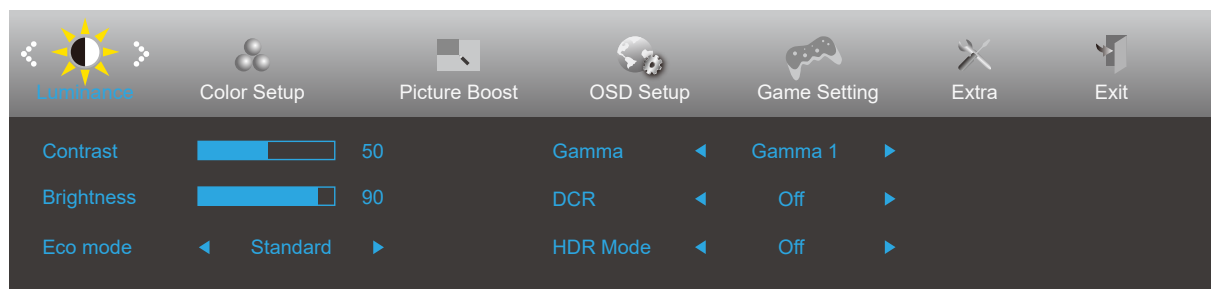 Luminance Color Setup Picture Boost OSD Setup Game Setting Extra Exit
Contrast 50 Gamma Gamma 1
Brightness 90 DCR Off
Eco mode Standard HDR Mode Off